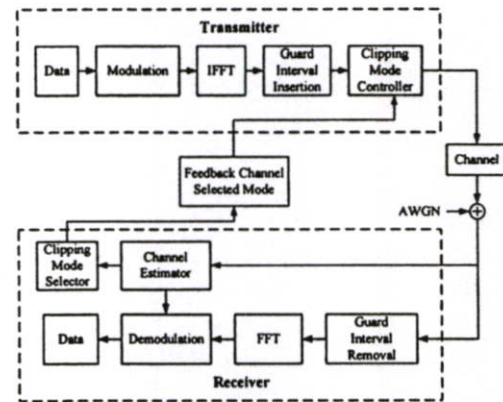 Transmitter
Data
Modulation
IFFT
Guard
Interval
Insertion
Clipping
Mode
Controller
Feedback Channel
Selected Mode
Channel
AWGN
Clipping
Mode
Selector
Channel
Estimator
Data
Demodulation
FFT
Guard
Interval
Removal
Receiver